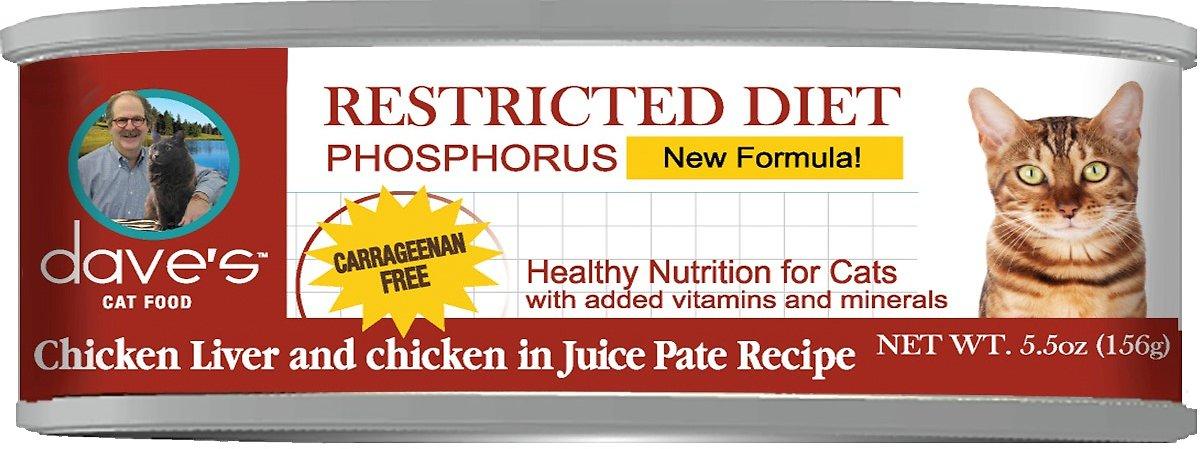 RESTRICTED DIET
PHOSPHORUS New Formula!
dave's™
CAT FOOD
CARRAGEENAN
FREE
Healthy Nutrition for Cats
with added vitamins and minerals
Chicken Liver and chicken in Juice Pate Recipe NET WT. 5.5oz (156g)